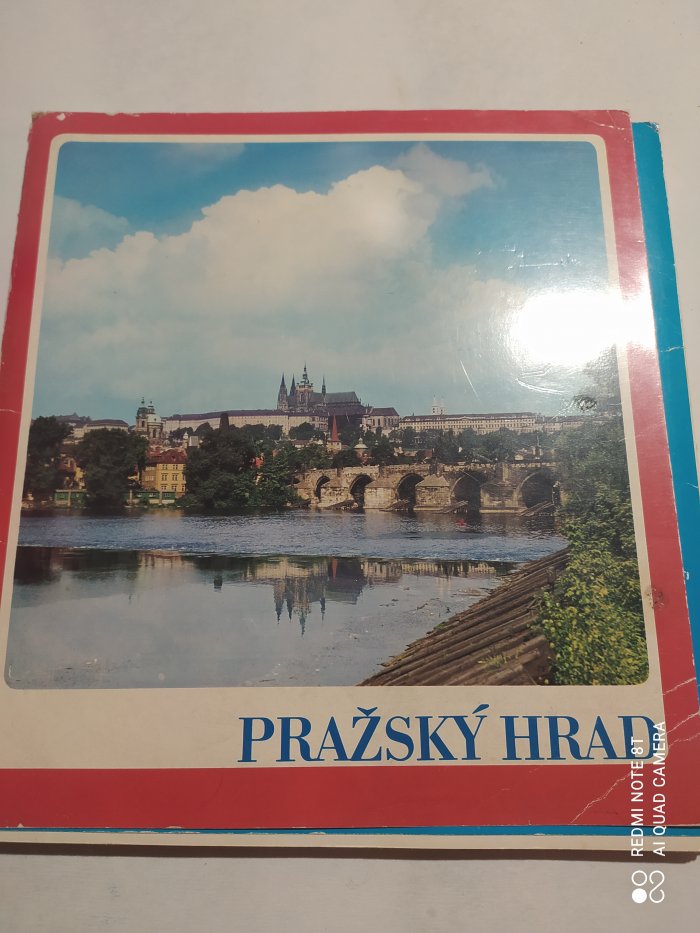 PRAŽSKÝ HRAD
REDMI NOTE 8T
AI QUAD CAMERA